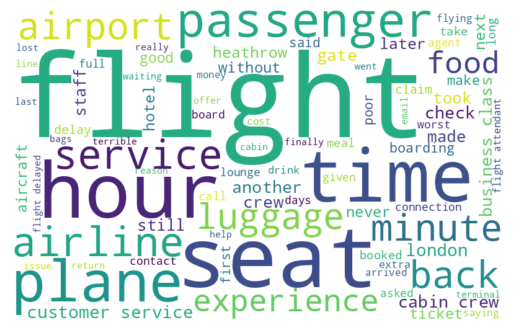 airport
passenger
flying
agent
take
next
long
lost
really
line
full
good
heathrow
said
later
gate
without
food
flight
staff
waiting
money
went
hotel
last
offer
board
poor
email
claim
make
took
business class
flight attendant
delay
cost
worst
check
bags
terrible
finally
cabin
meal
made
boarding
service
aircraft
flight delayed
hour
reason
lounge
drink
given
time
another
call
crew
days
connection
still
luggage
never
minute
airline
contact
help
first
seat
booked
london
extra
back
plane
issue
return
experience
asked
arrived
cabin crew
terminal
customer service
ticket
saying